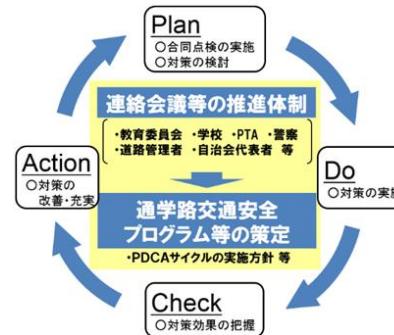 Plan
○合同点検の実施
○対策の検討
連絡会議等の推進体制
・教育委員会 ・学校 ・PTA ・警察
・道路管理者 ・自治会代表者 等
Action
○対策の
改善・充実
Do
○対策の実施
通学路交通安全
プログラム等の策定
・PDCAサイクルの実施方針 等
Check
○対策効果の把握